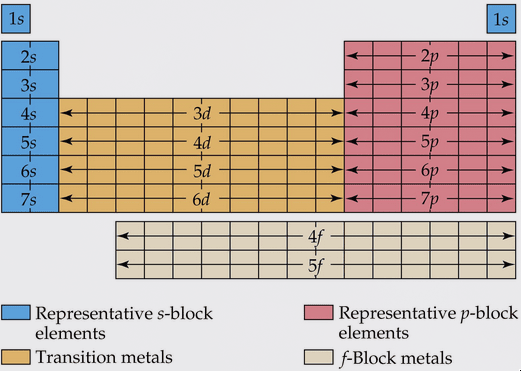 1s 1s
2s 2p
3s 3p
4s 3d 4p
5s 4d 5p
6s 5d 6p
7s 6d 7p
4f
5f
Representative s-block
elements
Representative p-block
elements
Transition metals
f-Block metals